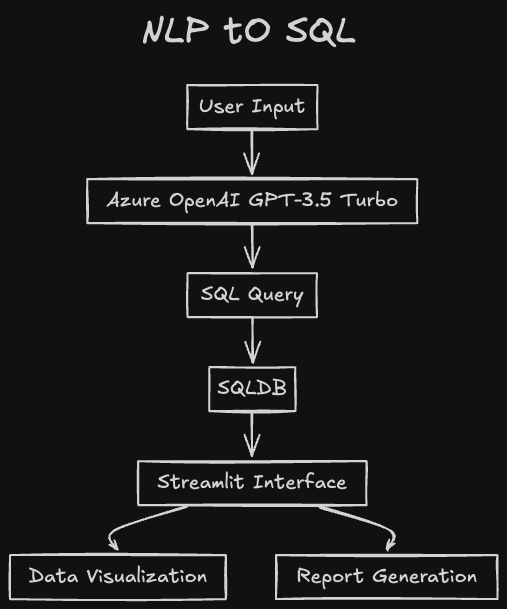 NLP tO SQL
User Input
Azure OpenAI GPT-3.5 Turbo
SQL Query
SQLDB
Streamlit Interface
Data Visualization
Report Generation